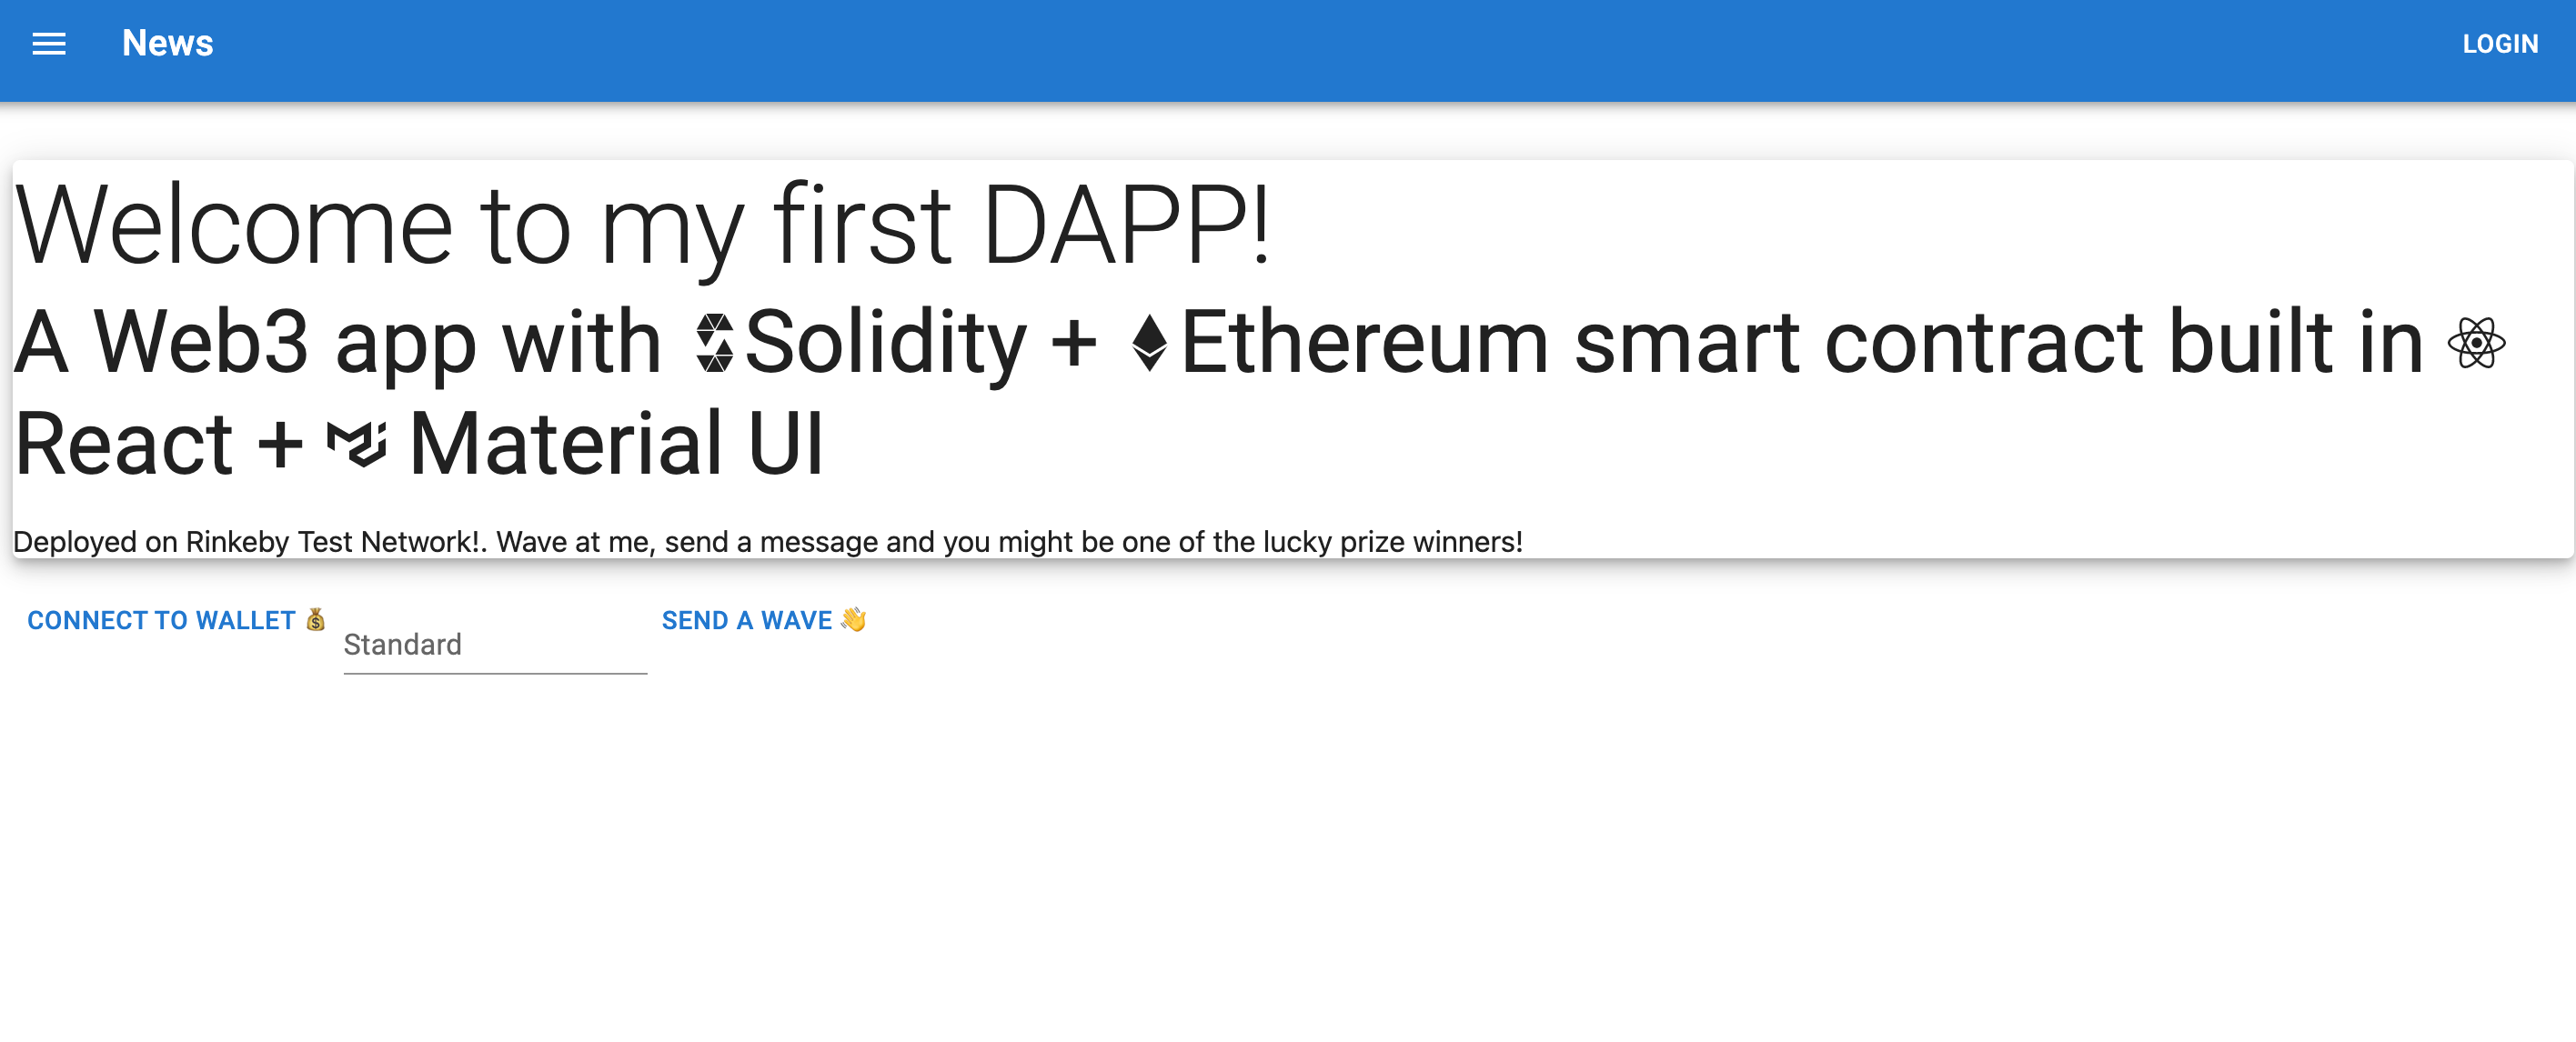 News
LOGIN
Welcome to my first DAPP!
A Web3 app with Solidity + Ethereum smart contract built in
React + Material UI
Deployed on Rinkeby Test Network!. Wave at me, send a message and you might be one of the lucky prize winners!
CONNECT TO WALLET 💰
Standard
SEND A WAVE 👋